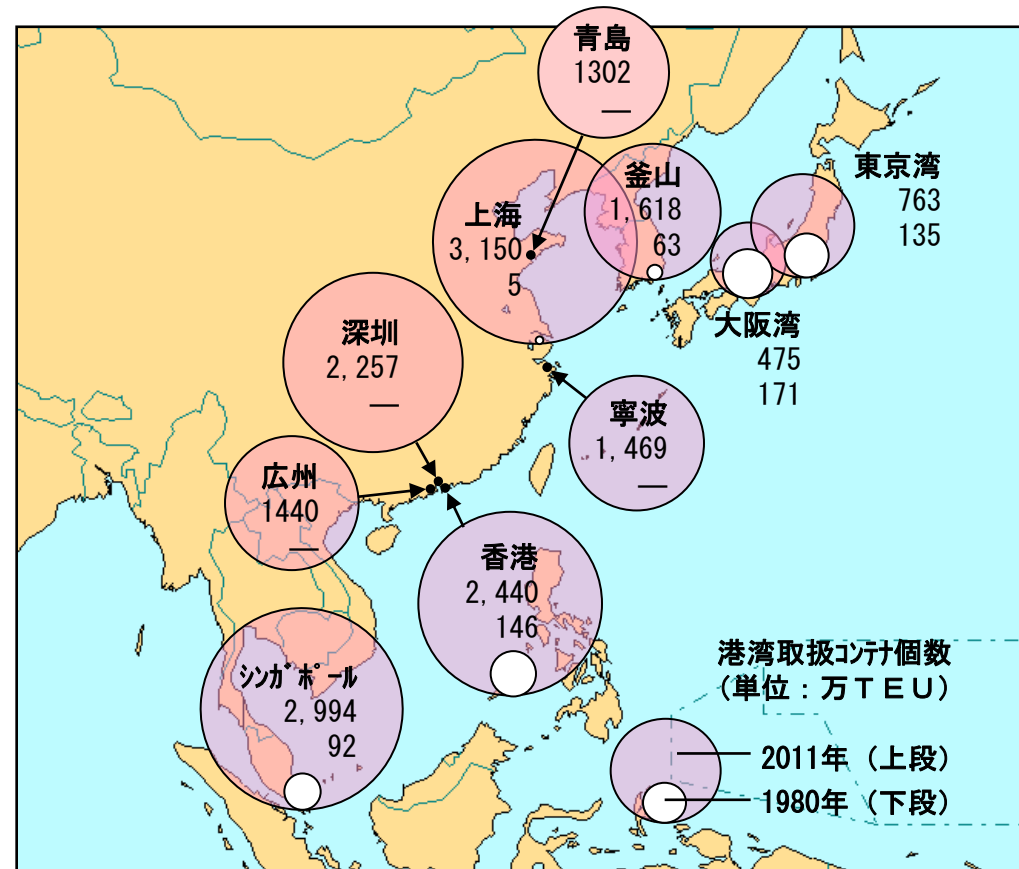 青島
1302
―
釜山
1,618
63
東京湾
763
135
上海
3,150
5
大阪湾
475
171
深圳
2,257
―
寧波
1,469
―
広州
1440
―
香港
2,440
146
シンガポール
2,994
92
港湾取扱コンテナ個数
(単位：万ＴＥＵ)
2011年（上段）
1980年（下段）